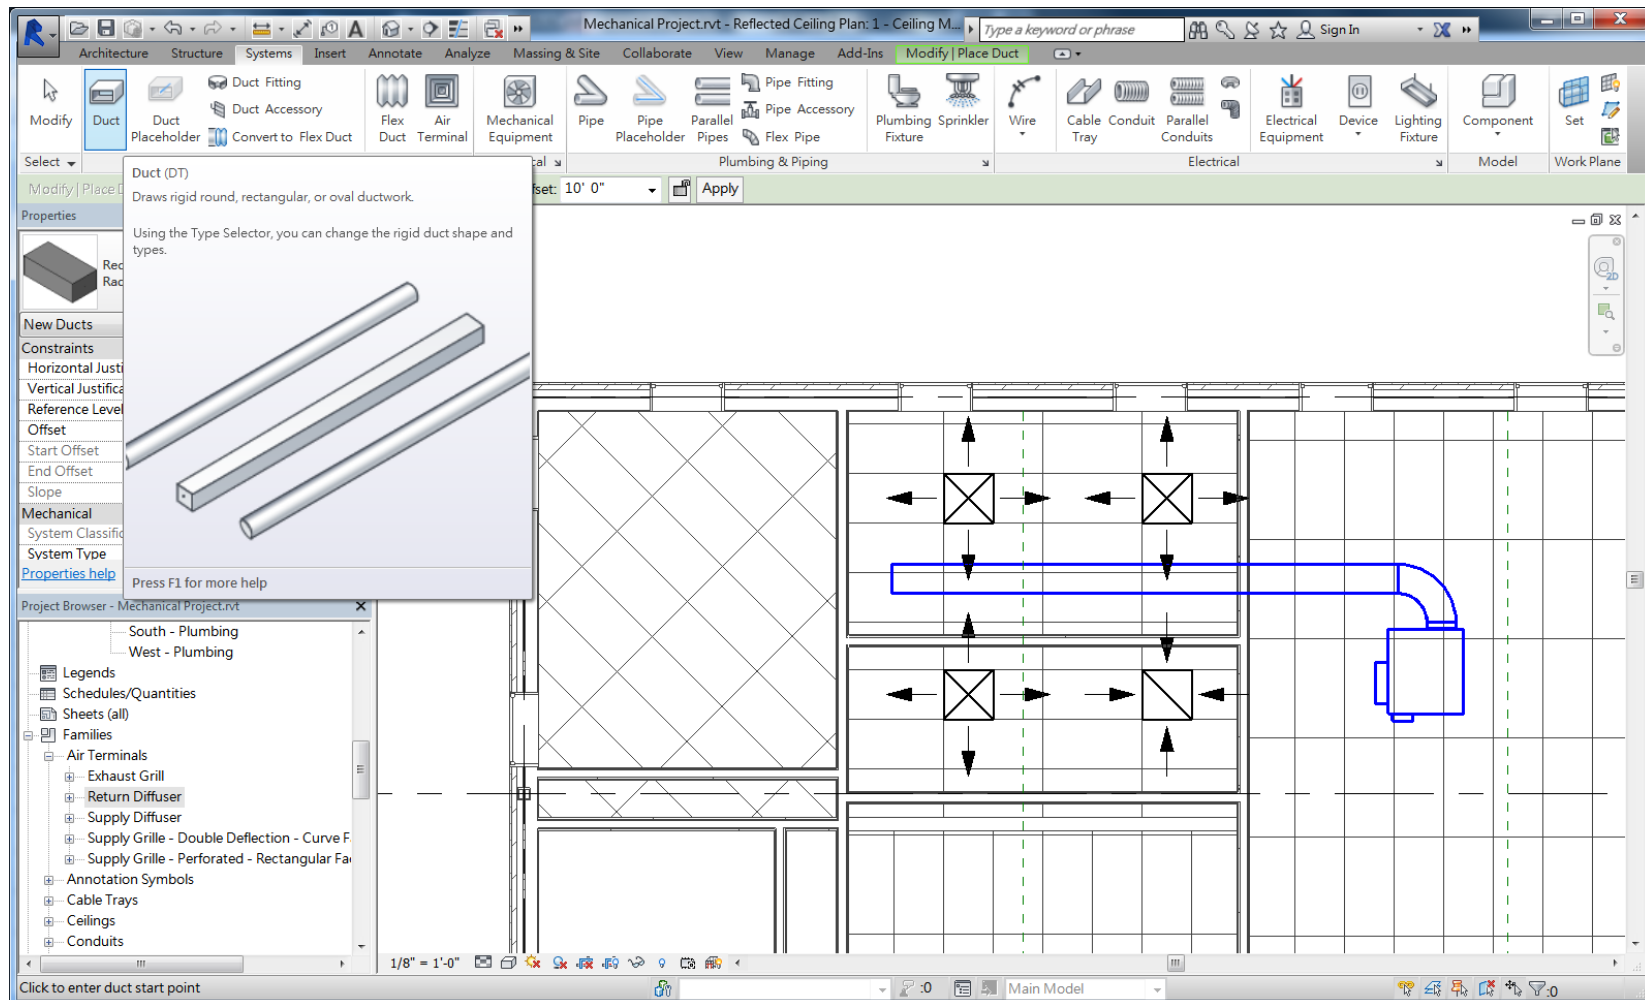 Mechanical Project.rvt - Reflected Ceiling Plan: 1 - Ceiling M...
Type a keyword or phrase
Sign In
Architecture Structure Systems Insert Annotate Analyze Massing & Site Collaborate View Manage Add-Ins Modify | Place Duct
Modify
Duct
Duct Placeholder
Duct Fitting
Duct Accessory
Convert to Flex Duct
Flex Duct
Air Terminal
Mechanical Equipment
Pipe
Pipe Placeholder
Parallel Pipes
Pipe Fitting
Pipe Accessory
Flex Pipe
Plumbing Fixture
Sprinkler
Wire
Cable Tray
Conduit
Parallel Conduits
Electrical Equipment
Device
Lighting Fixture
Component
Set
Select
Plumbing & Piping
Electrical
Model
Work Plane
Modify | Place D
fset: 10' 0"
Apply
Duct (DT)
Draws rigid round, rectangular, or oval ductwork.
Using the Type Selector, you can change the rigid duct shape and
types.
Press F1 for more help
Properties
Rec
Rac
New Ducts
Constraints
Horizontal Justi
Vertical Justifica
Reference Level
Offset
Start Offset
End Offset
Slope
Mechanical
System Classific
System Type
Properties help
Project Browser - Mechanical Project.rvt
South - Plumbing
West - Plumbing
Legends
Schedules/Quantities
Sheets (all)
Families
Air Terminals
Exhaust Grill
Return Diffuser
Supply Diffuser
Supply Grille - Double Deflection - Curve F
Supply Grille - Perforated - Rectangular Fa
Annotation Symbols
Cable Trays
Ceilings
Conduits
1/8" = 1'-0"
Click to enter duct start point
:0
Main Model
:0